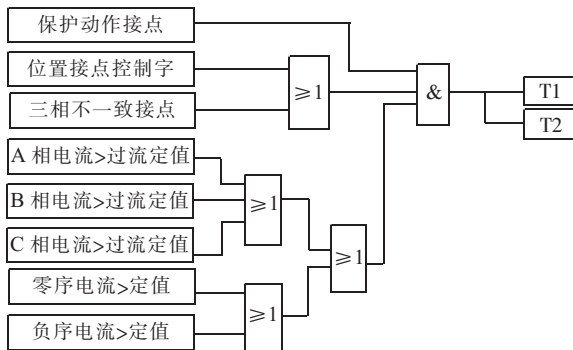 保护动作接点
位置接点控制字
三相不一致接点
≥1
&
T1
T2
A 相电流>过流定值
B 相电流>过流定值
C 相电流>过流定值
≥1
≥1
零序电流>定值
负序电流>定值
≥1